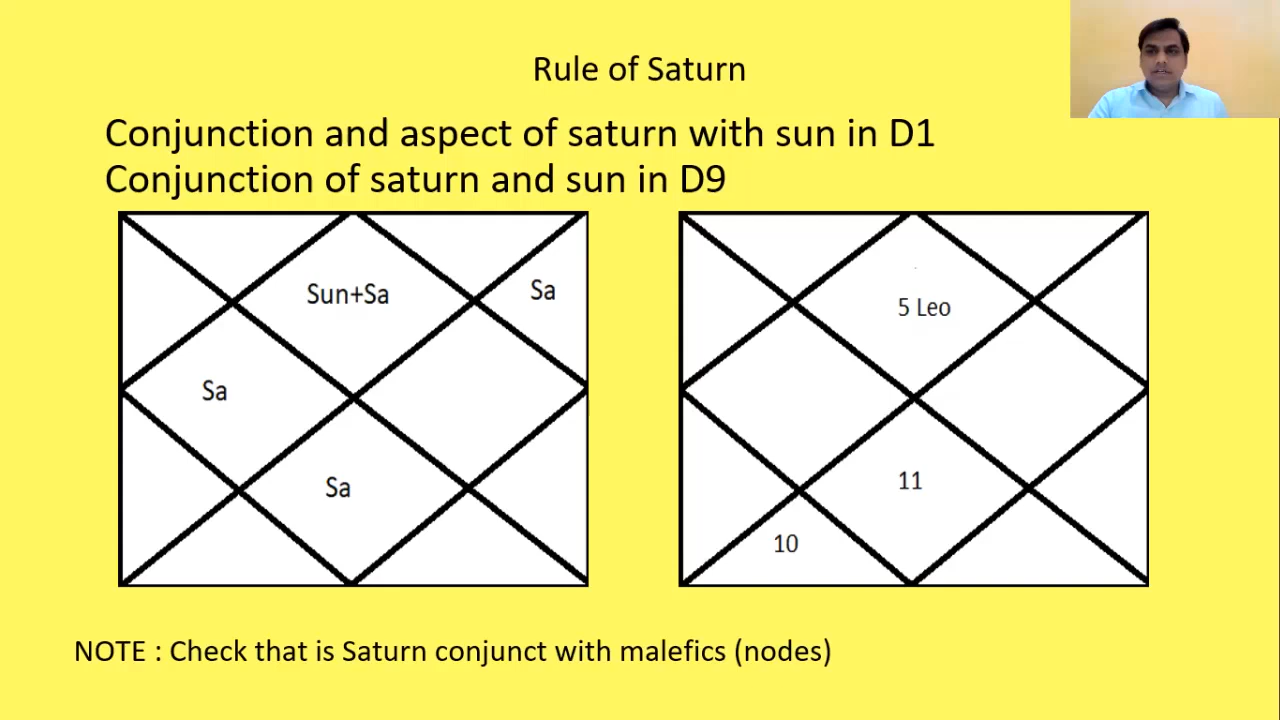 Rule of Saturn
Conjunction and aspect of saturn with sun in D1
Conjunction of saturn and sun in D9
Sun+Sa
Sa
Sa
Sa
5 Leo
11
10
NOTE : Check that is Saturn conjunct with malefics (nodes)